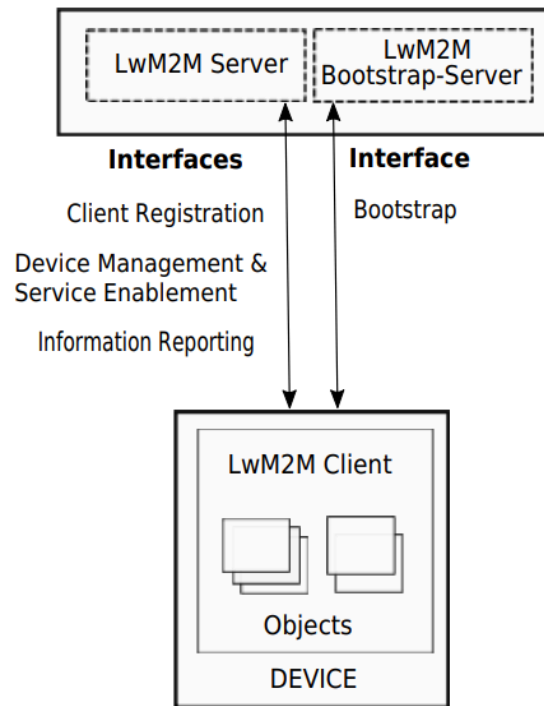 LwM2M Server
LwM2M
Bootstrap-Server
Interfaces
Interface
Client Registration
Bootstrap
Device Management &
Service Enablement
Information Reporting
LwM2M Client
Objects
DEVICE